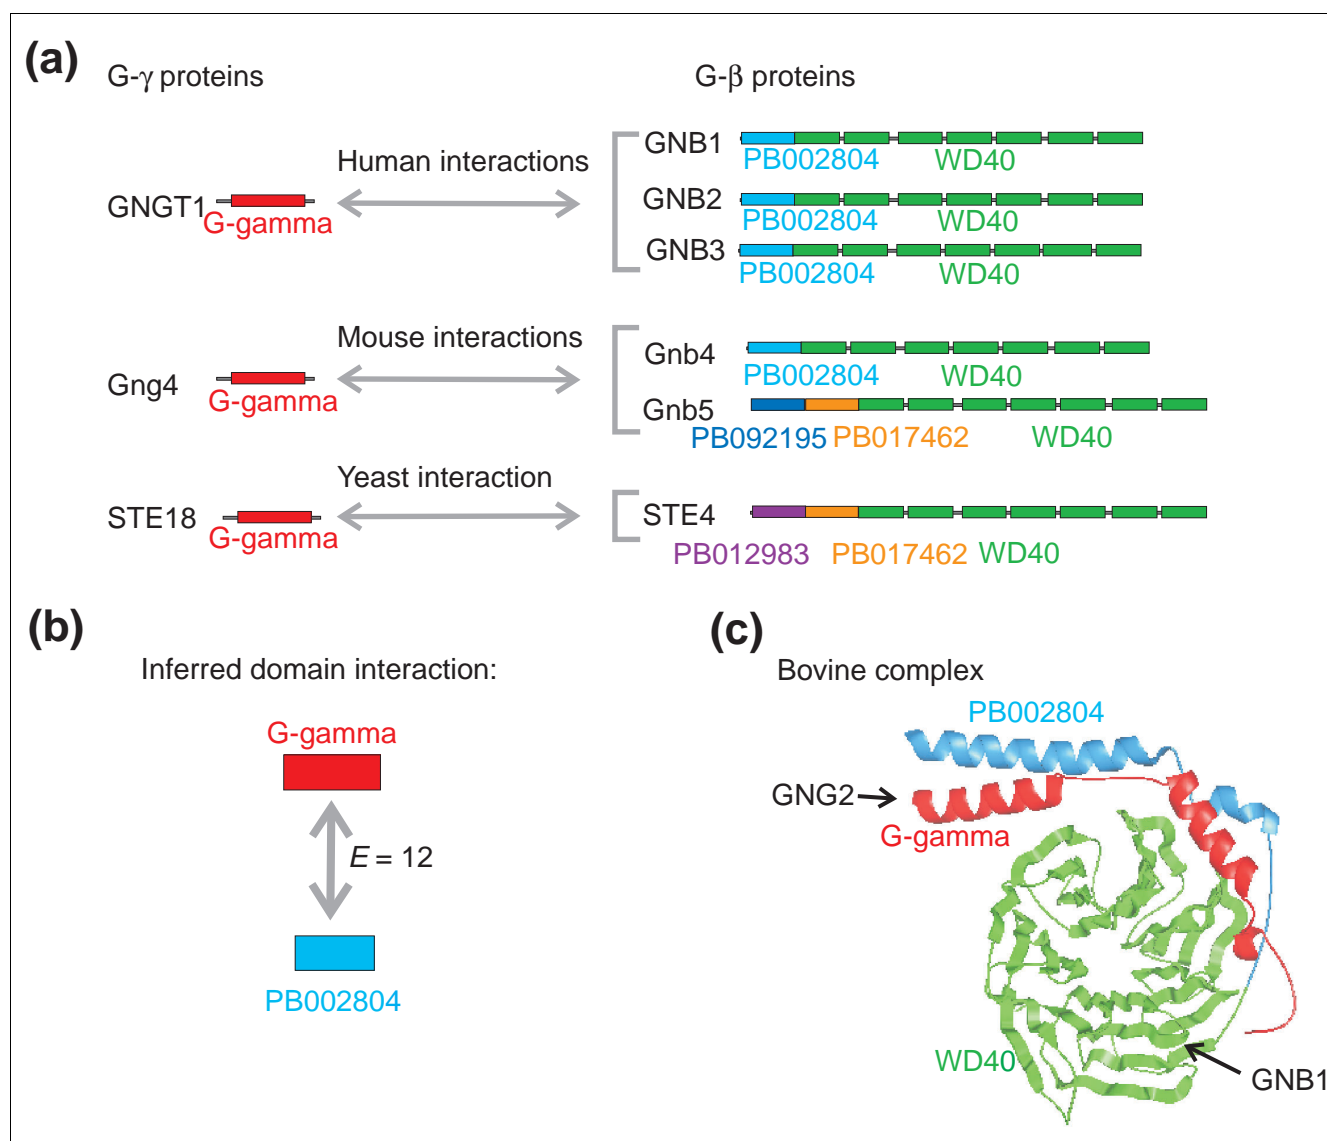 (a)
G-γ proteins
G-β proteins
Human interactions
GNGT1
G-gamma
GNB1
PB002804
WD40
GNB2
PB002804
WD40
GNB3
PB002804
WD40
Mouse interactions
Gng4
G-gamma
Gnb4
PB002804
WD40
Gnb5
PB092195
PB017462
WD40
Yeast interaction
STE18
G-gamma
STE4
PB012983
PB017462
WD40
(b)
Inferred domain interaction:
G-gamma
E = 12
PB002804
(c)
Bovine complex
PB002804
GNG2
G-gamma
WD40
GNB1